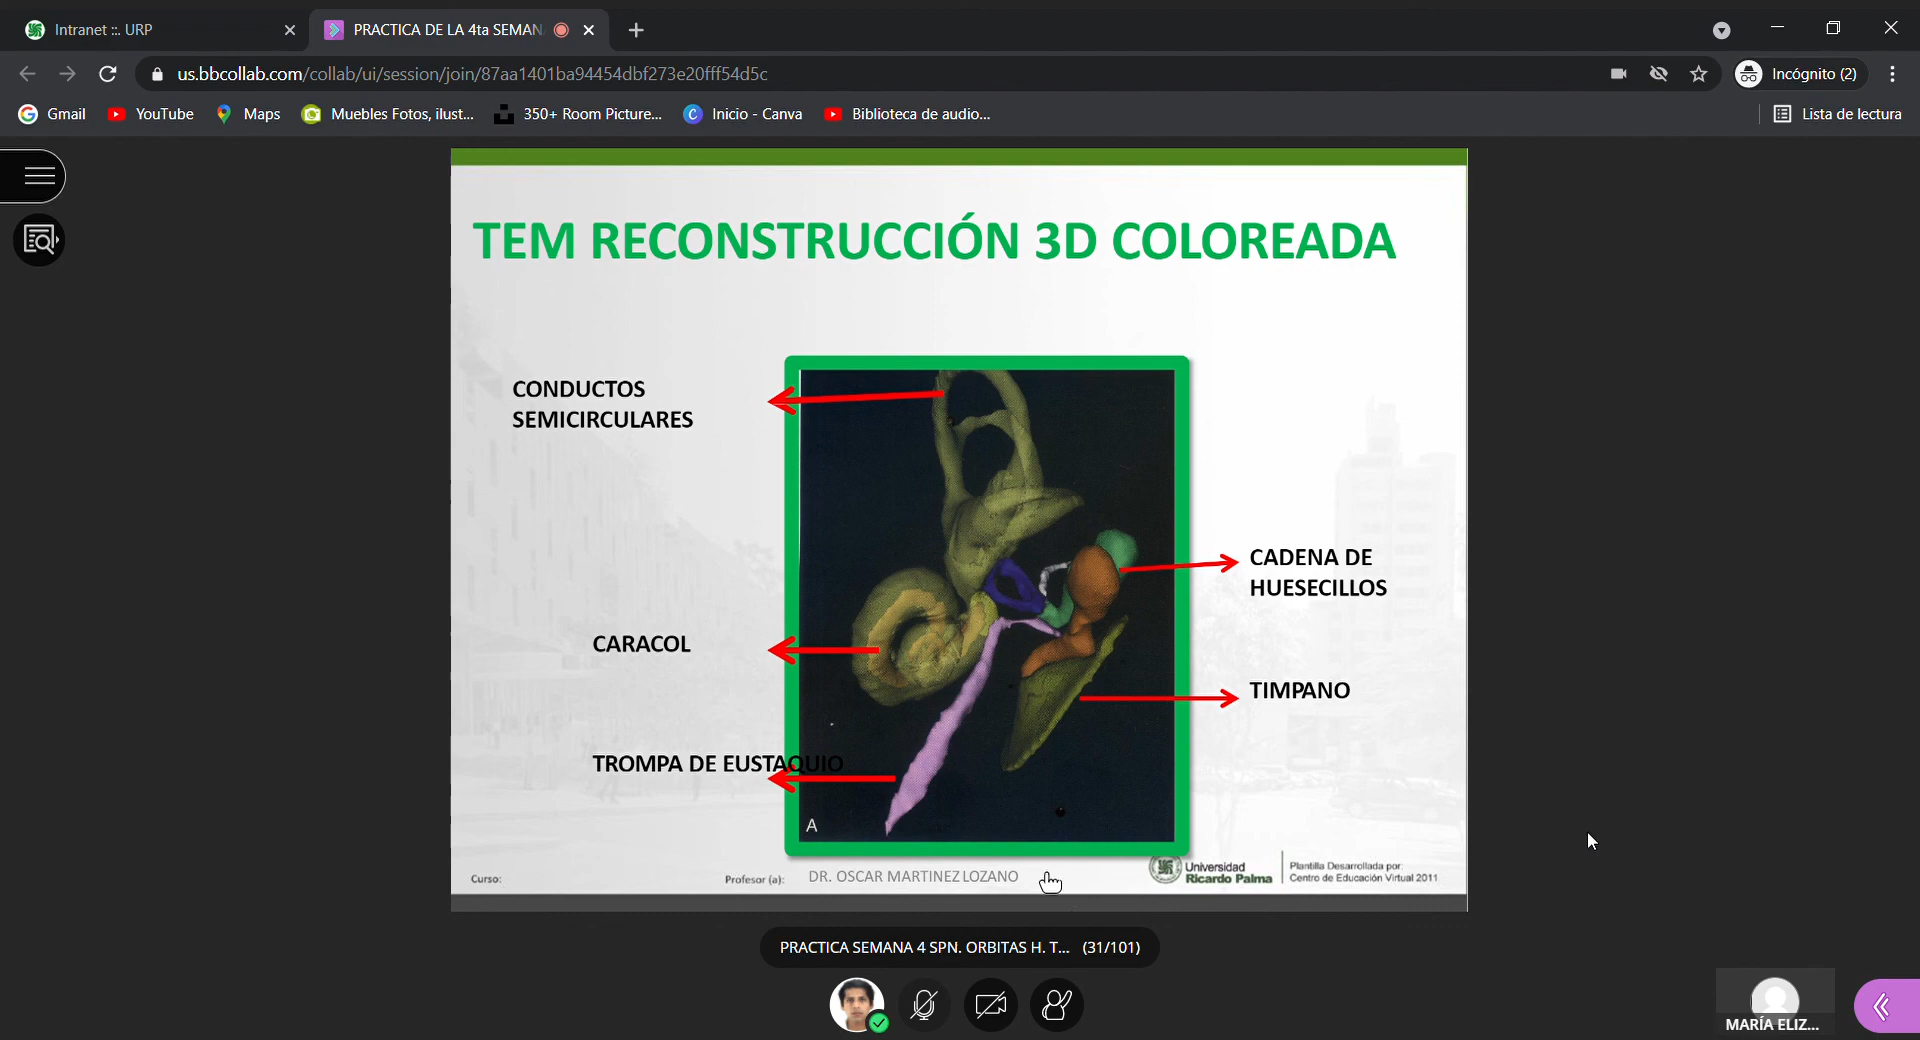 Intranet ::. URP
PRACTICA DE LA 4ta SEMAN
us.bbcollab.com/collab/ui/session/join/87aa1401ba94454dbf273e20fff54d5c
Incógnito (2)
Gmail
YouTube
Maps
Muebles Fotos, ilust...
350+ Room Picture...
Inicio - Canva
Biblioteca de audio...
Lista de lectura
TEM RECONSTRUCCIÓN 3D COLOREADA
CONDUCTOS
SEMICIRCULARES
CADENA DE
HUESECILLOS
CARACOL
TIMPANO
TROMPA DE EUSTAQUIO
A
Curso:
Profesor (a):
DR. OSCAR MARTINEZ LOZANO
Universidad
Ricardo Palma
Plantilla Desarrollada por:
Centro de Educación Virtual 2011
PRACTICA SEMANA 4 SPN. ORBITAS H. T... (31/101)
MARÍA ELIZ...